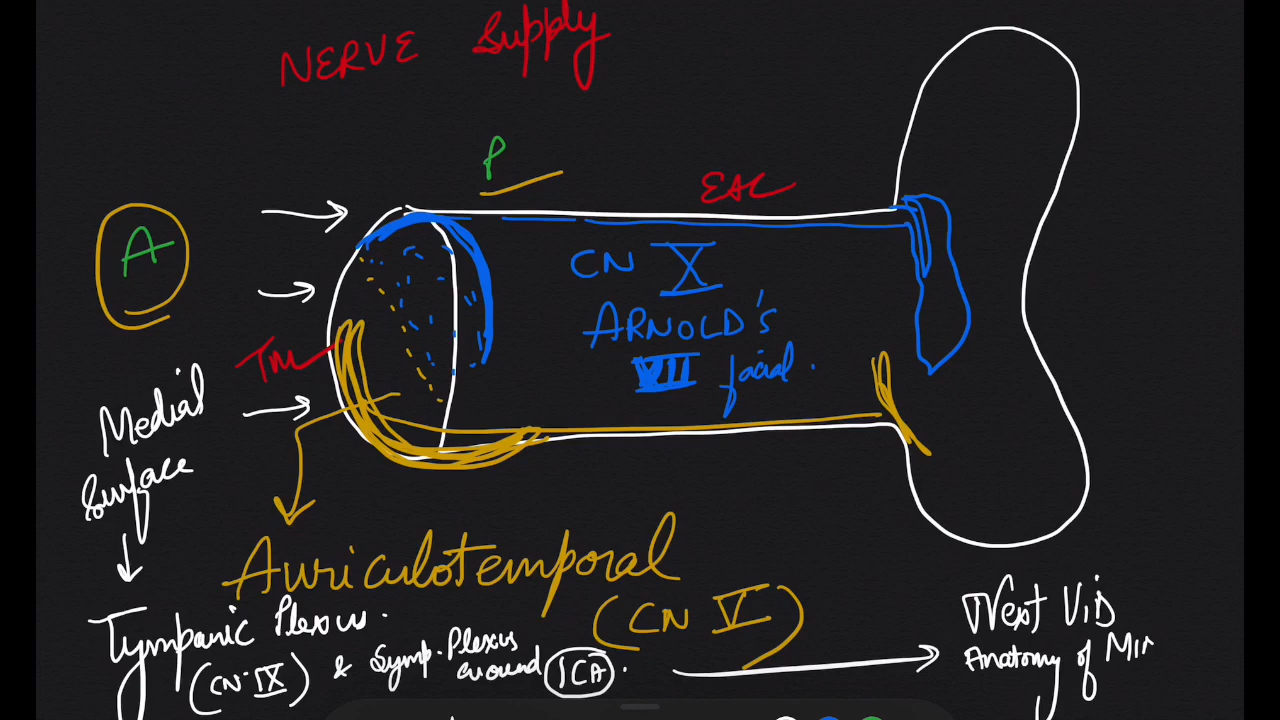 NERVE Supply
P
EAC
A
CN X
ARNOLD'S
VII facial.
TM
Medial
Surface
Auriculotemporal
(CN V)
Tympanic Plexus.
(CN-IX) & Symp. Plexus
around ICA.
Next ViD
Anatomy of